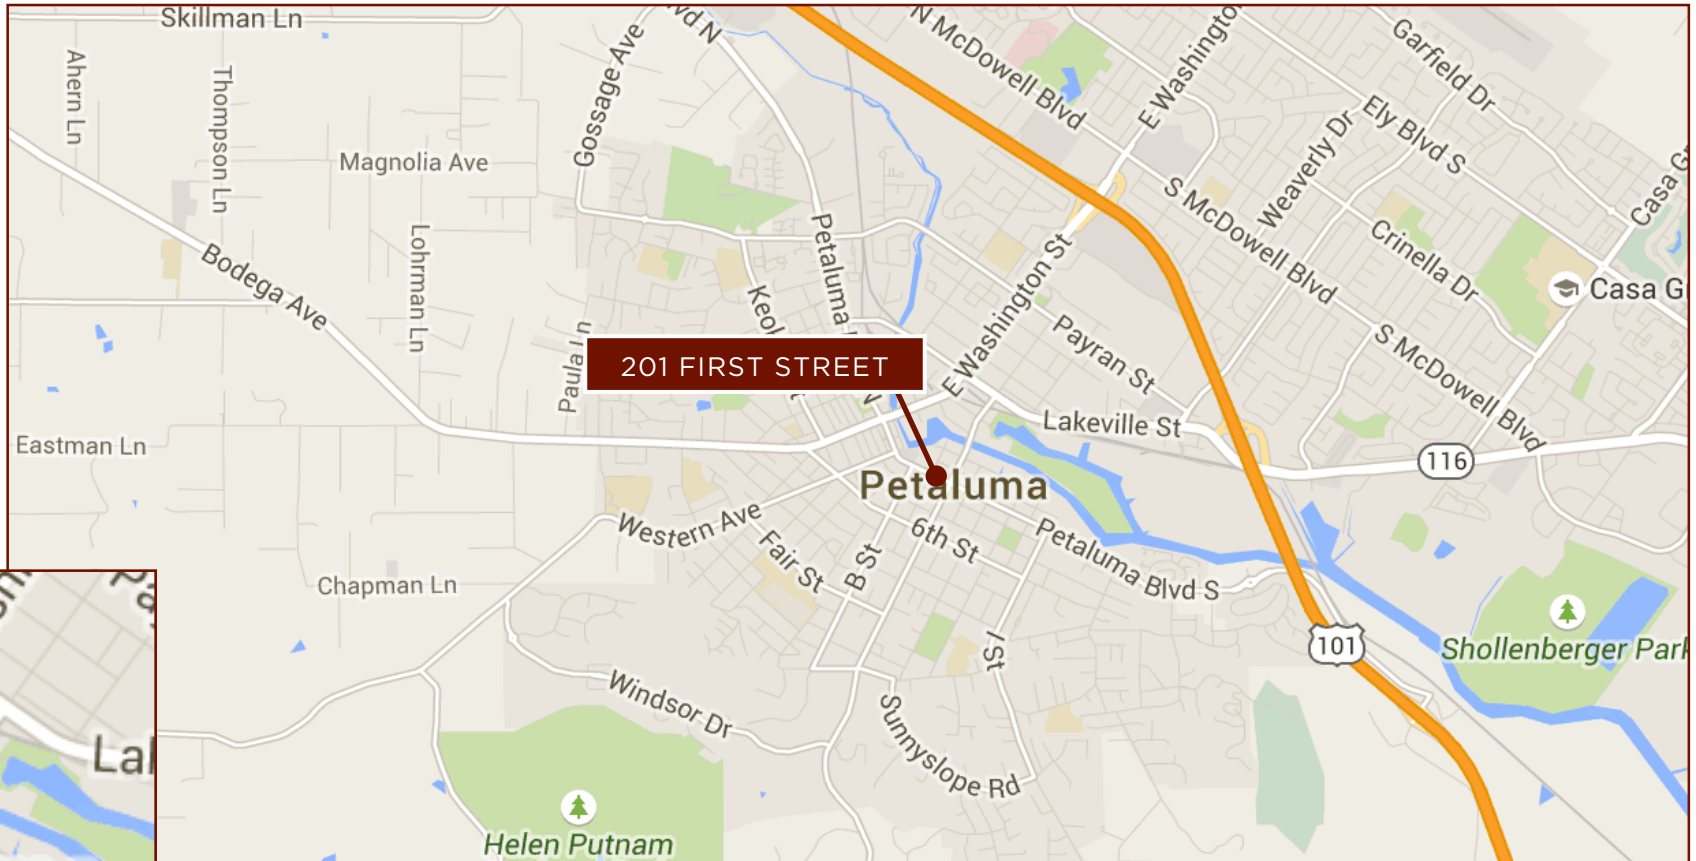 Skillman Ln
Ahern Ln
Thompson Ln
Gossage Ave
N McDowell Blvd
E Washington
Garfield Dr
Ely Blvd S
Weaverly Dr
Magnolia Ave
S McDowell Blvd
Casa G
Crinella Dr
Petaluma
Lohrman Ln
Bodega Ave
Casa G
E Washington St
Payran St
S McDowell Blvd
Paula Ln
201 FIRST STREET
Lakeville St
Eastman Ln
116
Petaluma
Western Ave
6th St
Petaluma Blvd S
Fair St
B St
Chapman Ln
I St
101
Shollenberger Park
Windsor Dr
Sunnyslope Rd
Helen Putnam